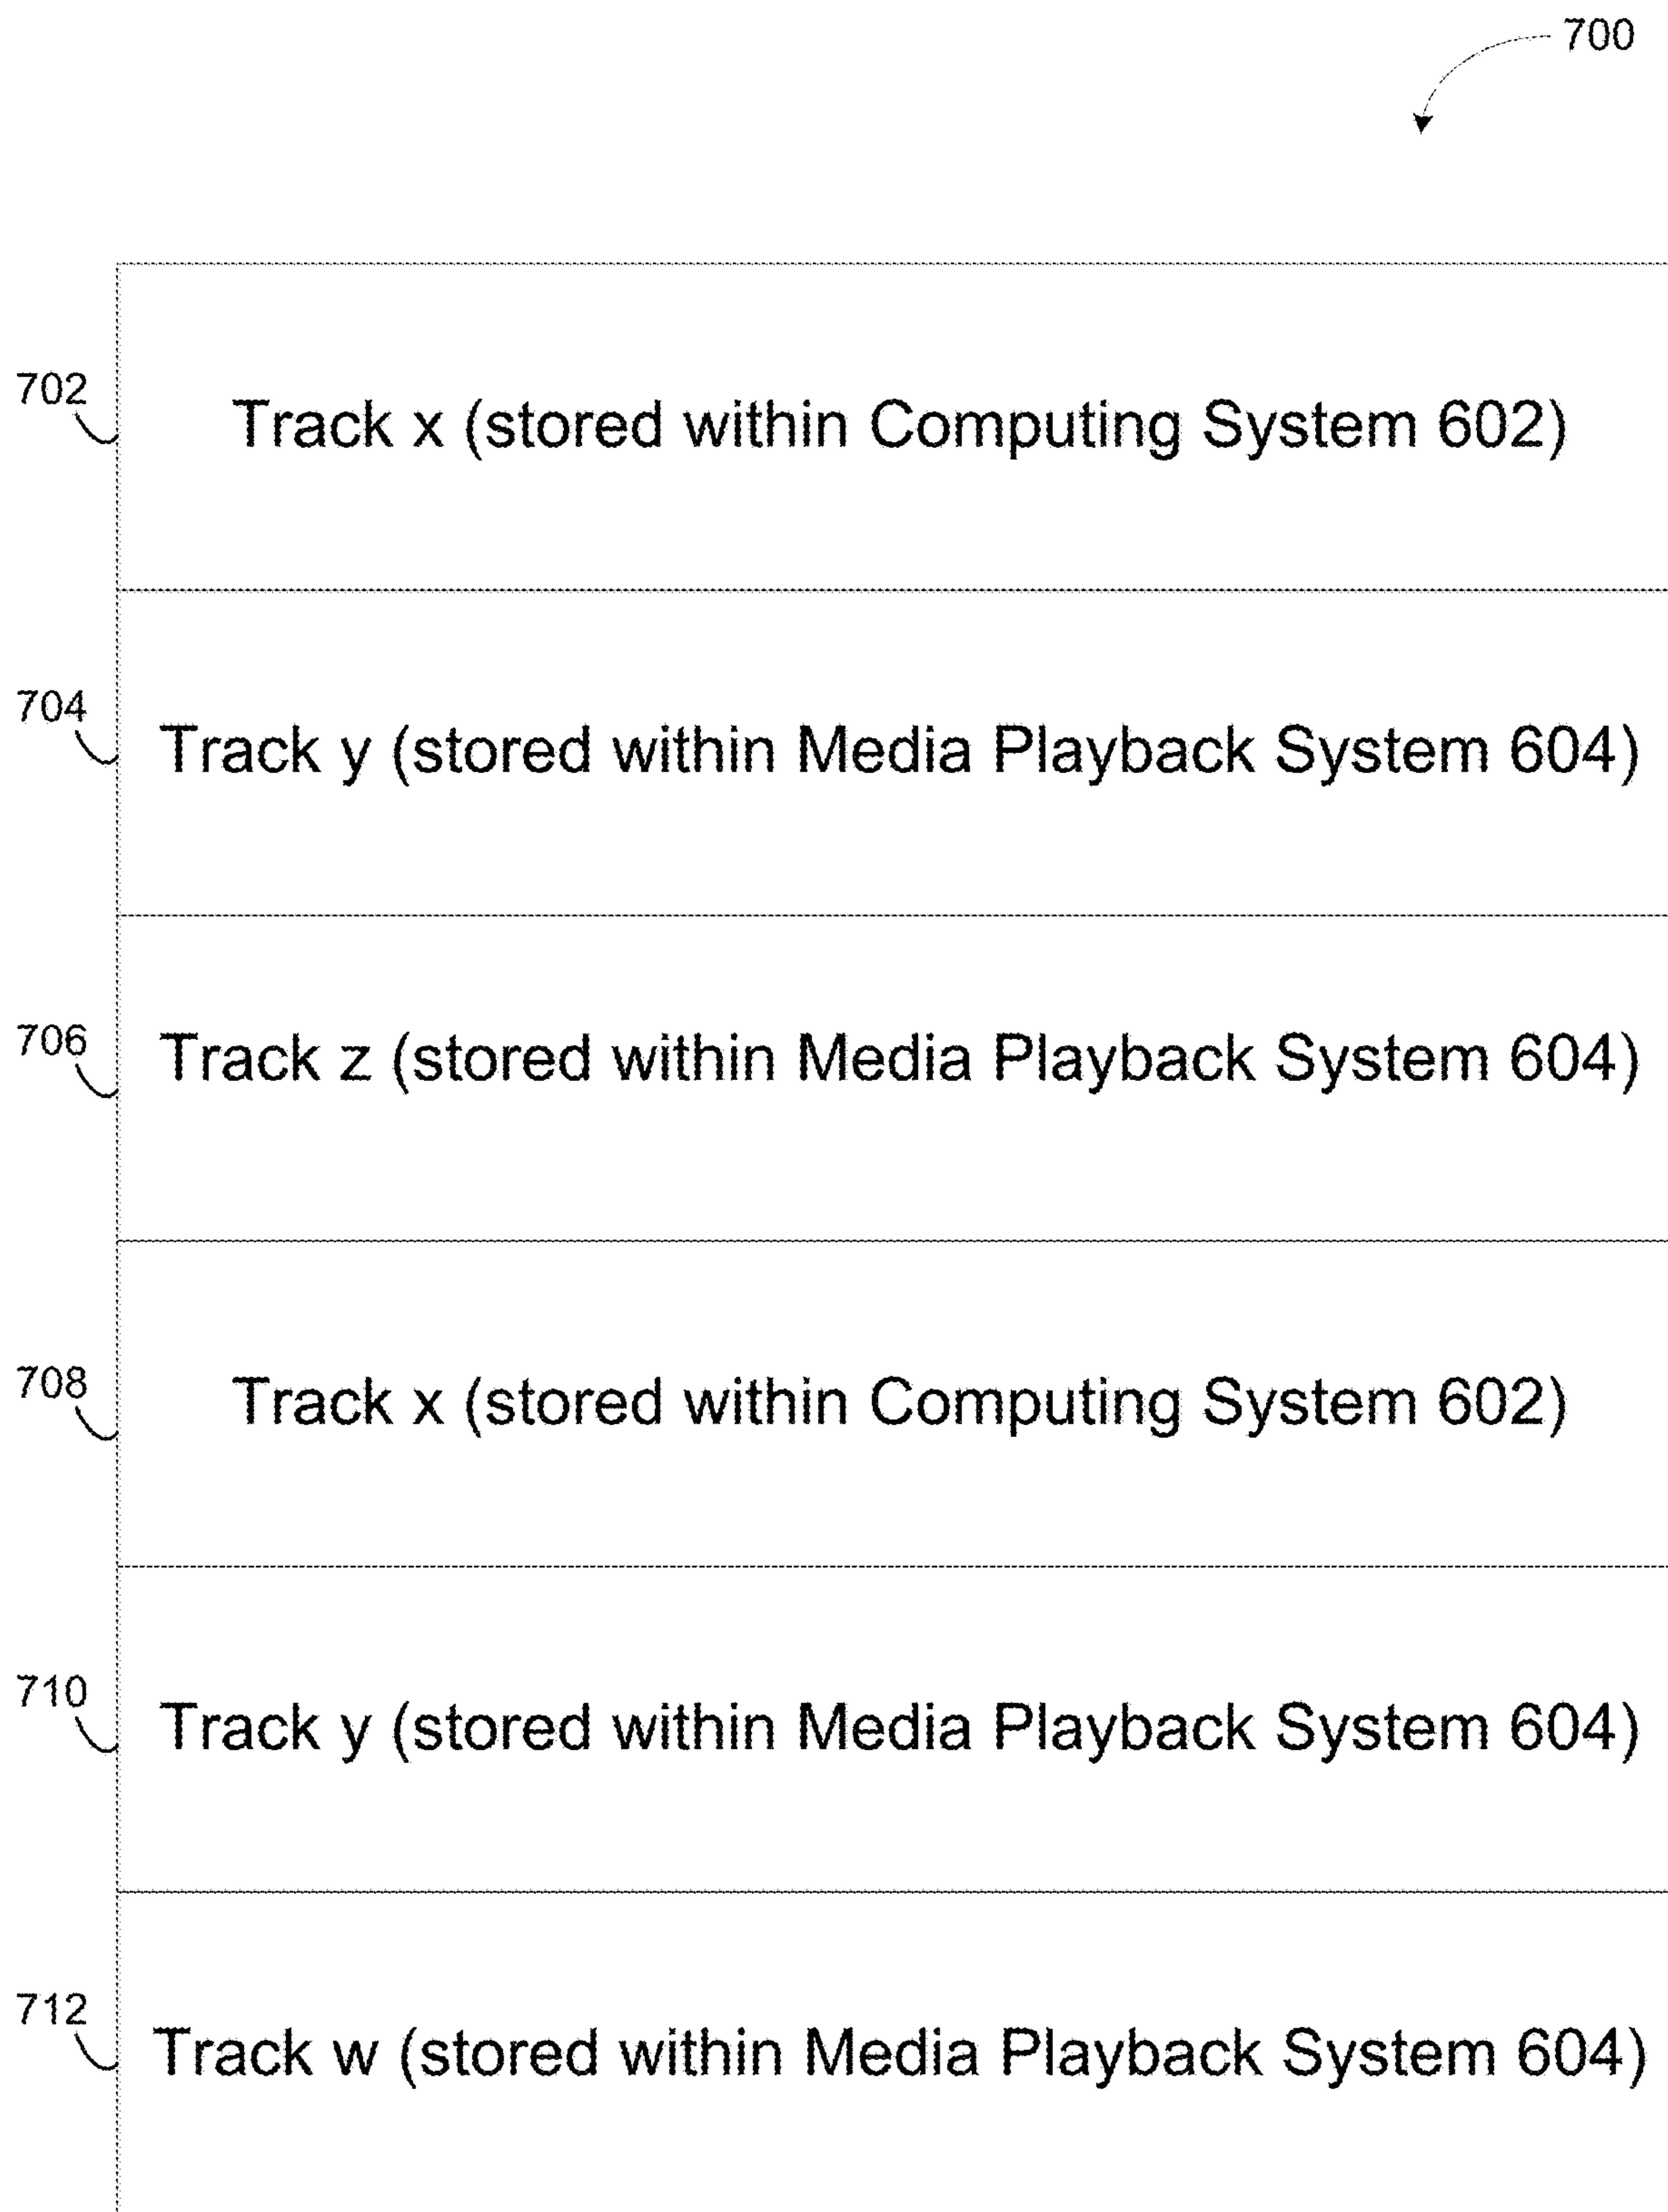 700
702
Track x (stored within Computing System 602)
704
Track y (stored within Media Playback System 604)
706
Track z (stored within Media Playback System 604)
708
Track x (stored within Computing System 602)
710
Track y (stored within Media Playback System 604)
712
Track w (stored within Media Playback System 604)